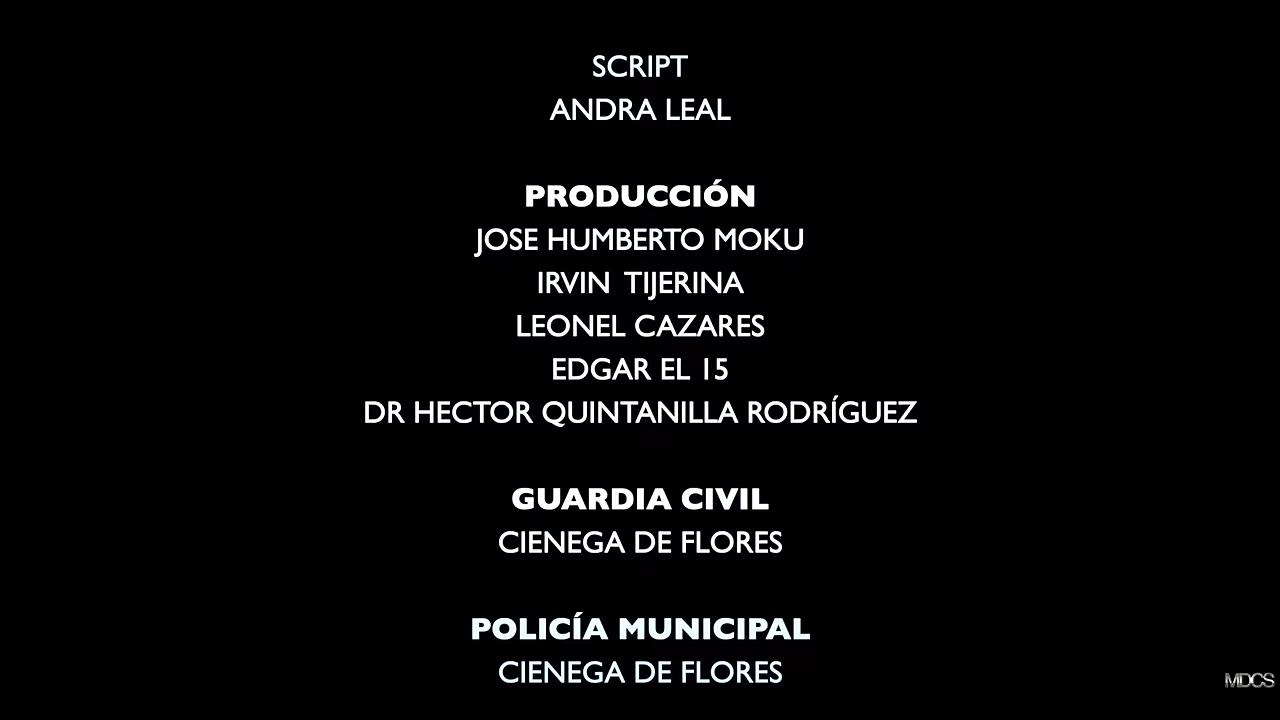 SCRIPT
ANDRA LEAL
PRODUCCIÓN
JOSE HUMBERTO MOKU
IRVIN TIJERINA
LEONEL CAZARES
EDGAR EL 15
DR HECTOR QUINTANILLA RODRÍGUEZ
GUARDIA CIVIL
CIENEGA DE FLORES
POLICÍA MUNICIPAL
CIENEGA DE FLORES
MDCS